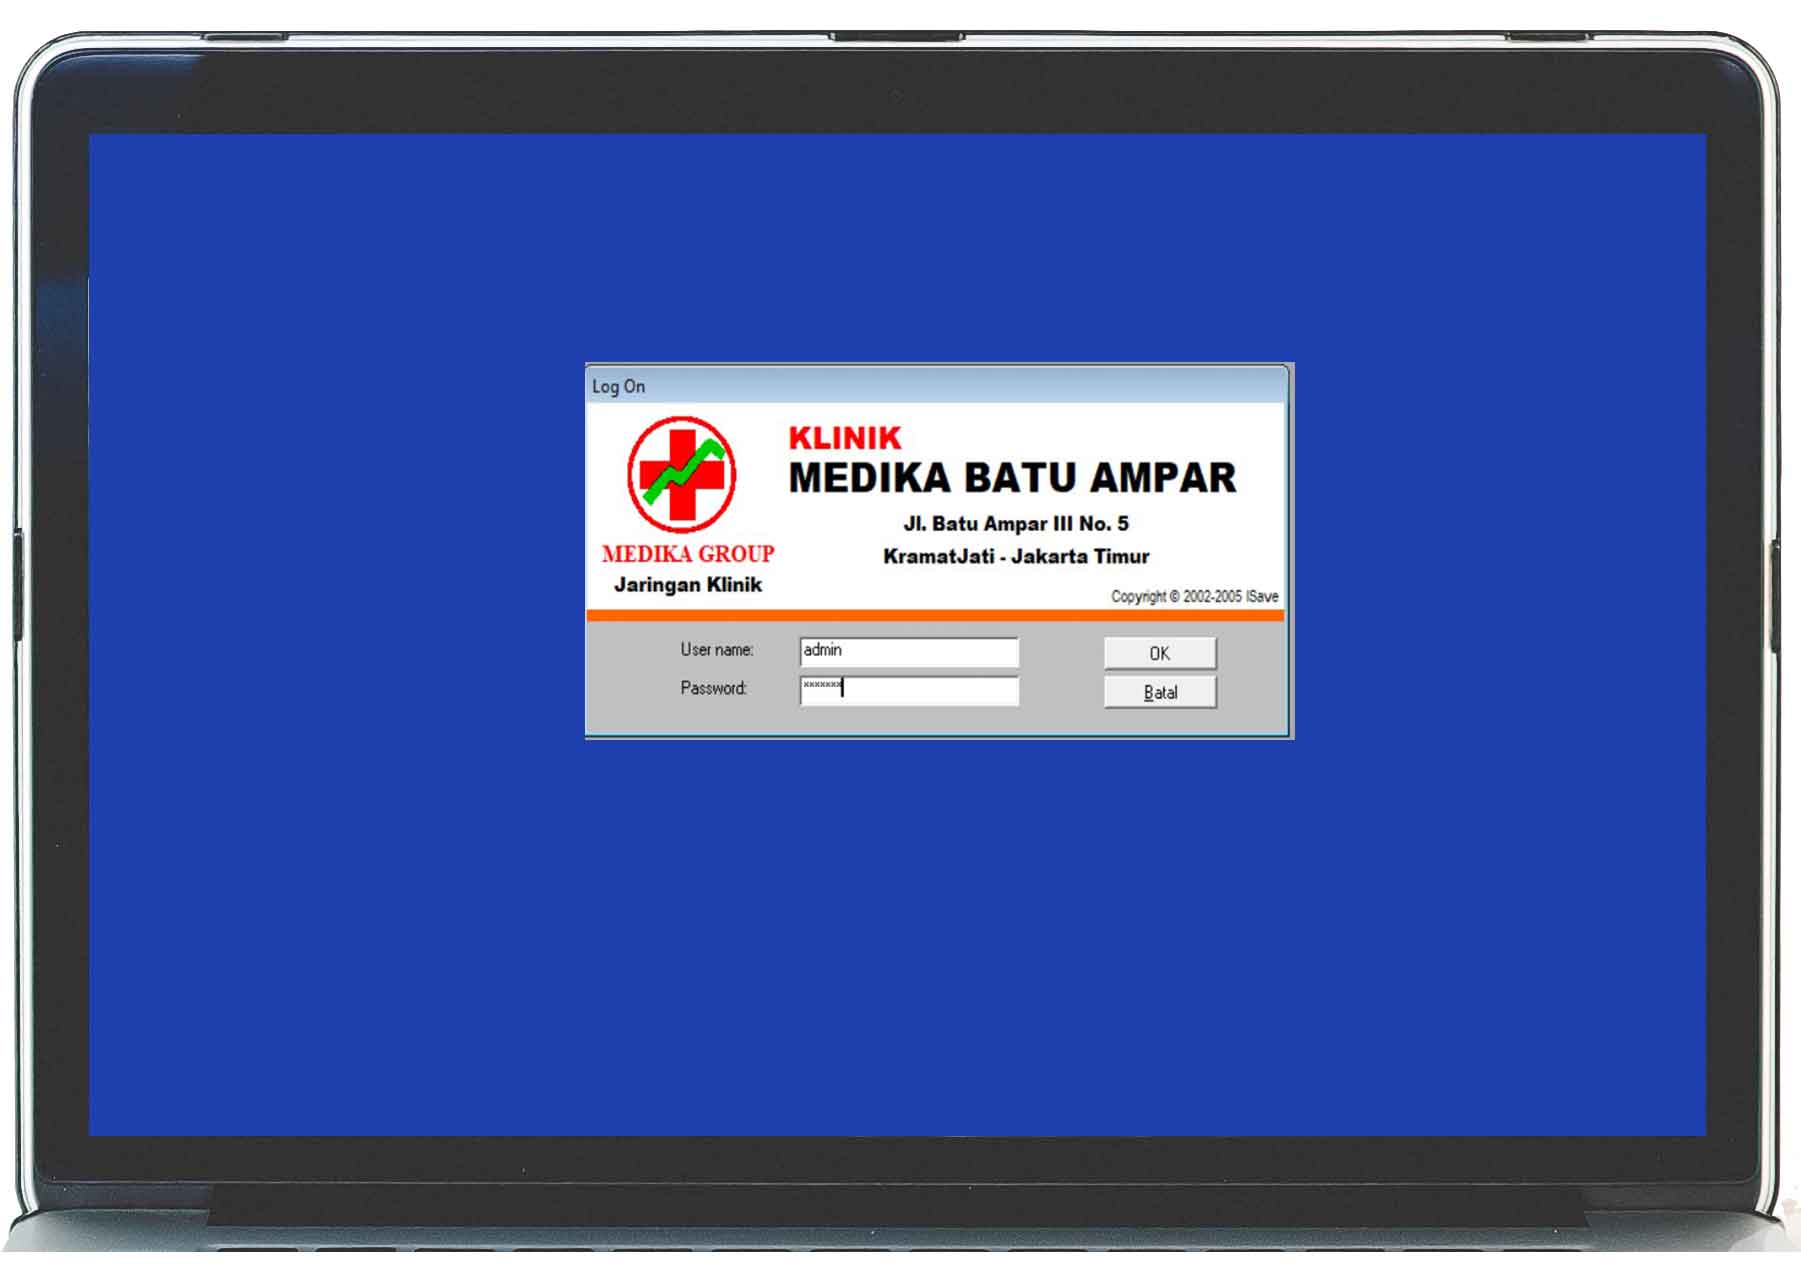 Log On
KLINIK
MEDIKA BATU AMPAR
Jl. Batu Ampar III No. 5
KramatJati - Jakarta Timur
MEDIKA GROUP
Jaringan Klinik
Copyright © 2002-2005 ISave
User name: admin OK
Password: xxxxxxx Batal